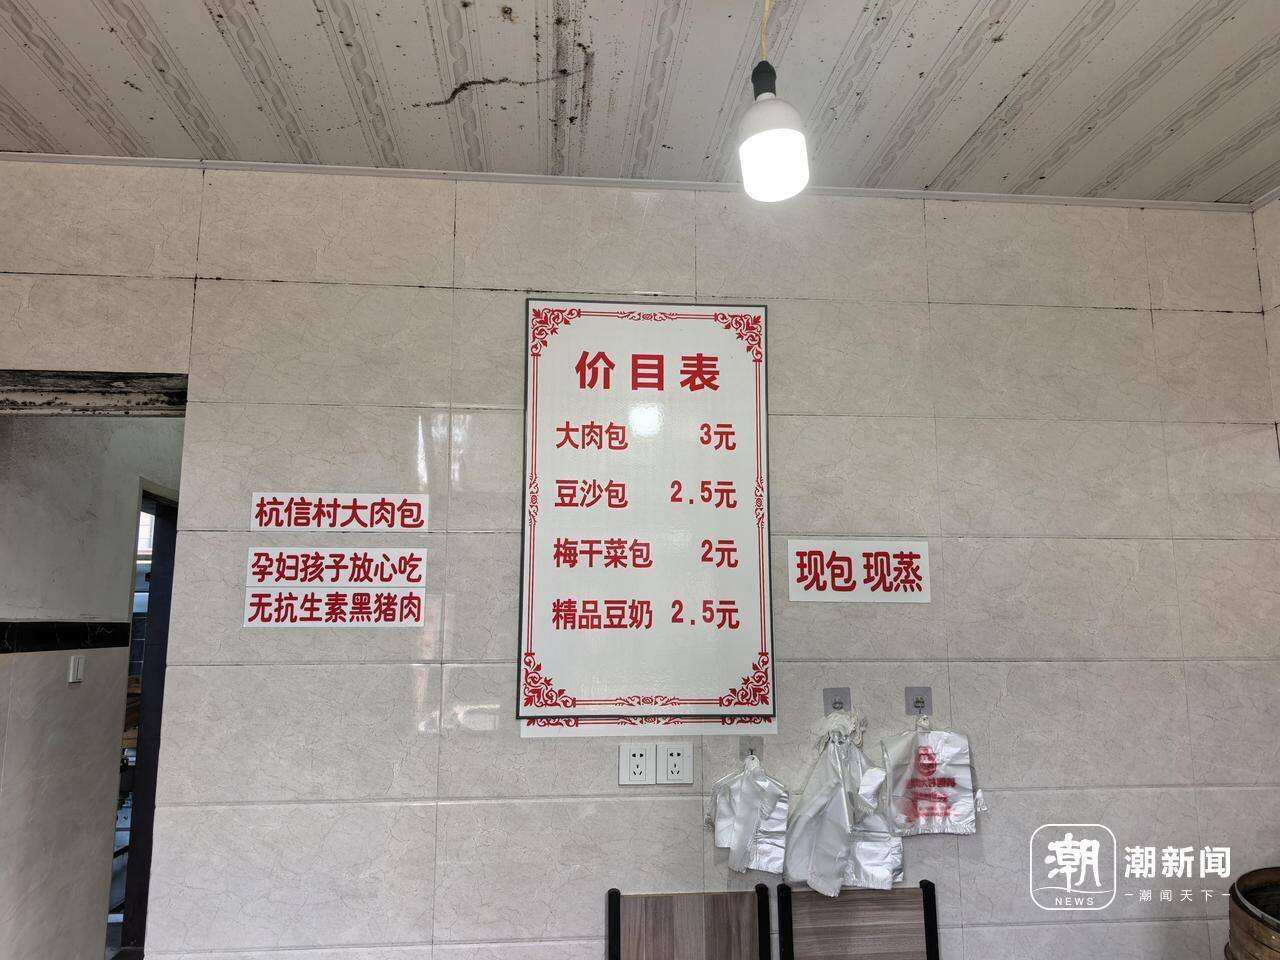 价目表
大肉包 3元
豆沙包 2.5元
梅干菜包 2元
精品豆奶 2.5元
杭信村大肉包
孕妇孩子放心吃
无抗生素黑猪肉
现包 现蒸
潮
NEWS
潮新闻
潮闻天下